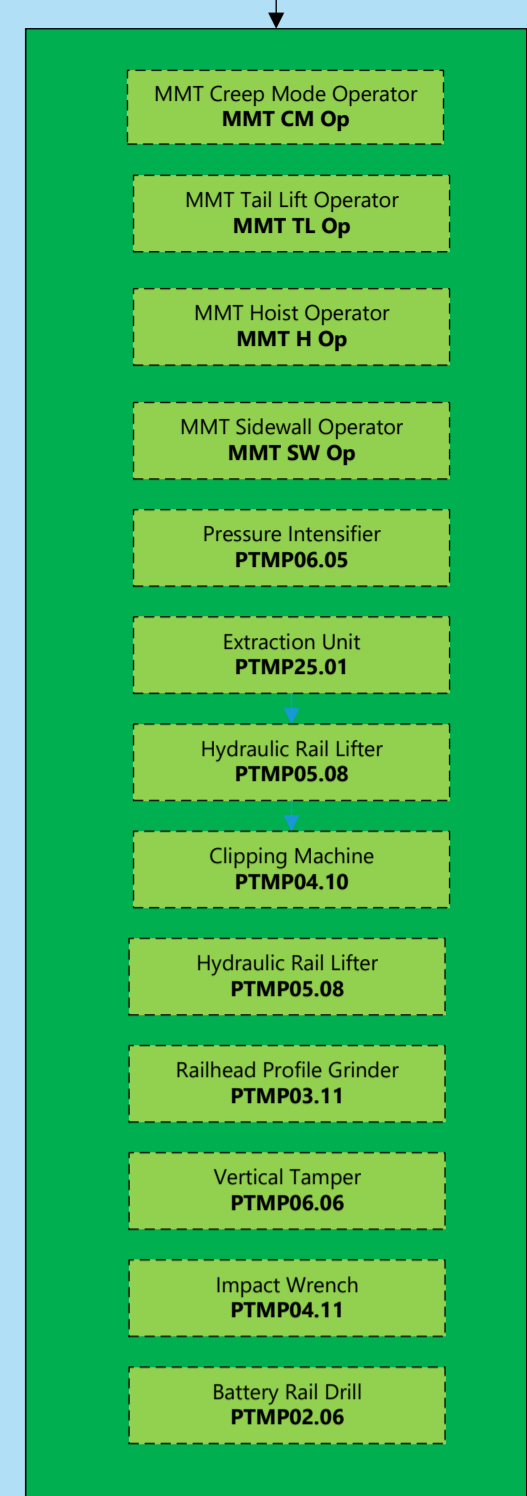 MMT Creep Mode Operator
MMT CM Op
MMT Tail Lift Operator
MMT TL Op
MMT Hoist Operator
MMT H Op
MMT Sidewall Operator
MMT SW Op
Pressure Intensifier
PTMP06.05
Extraction Unit
PTMP25.01
Hydraulic Rail Lifter
PTMP05.08
Clipping Machine
PTMP04.10
Hydraulic Rail Lifter
PTMP05.08
Railhead Profile Grinder
PTMP03.11
Vertical Tamper
PTMP06.06
Impact Wrench
PTMP04.11
Battery Rail Drill
PTMP02.06